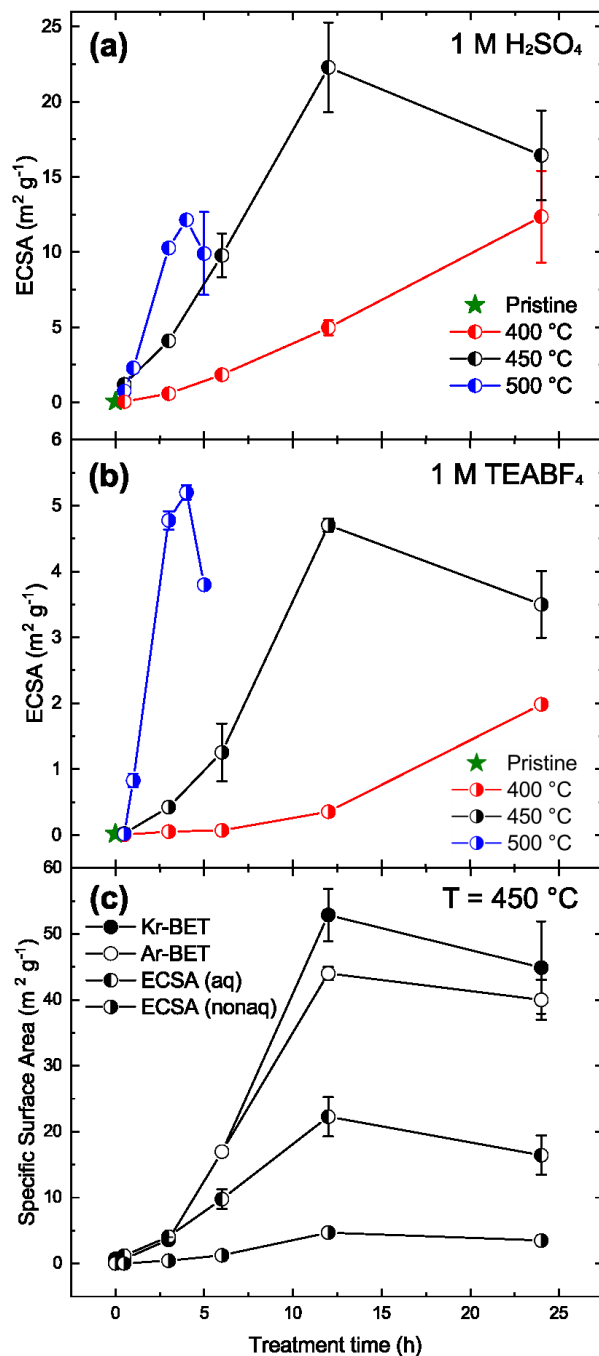 (a)
1 M H₂SO₄
25
20
15
10
5
0
ECSA (m² g⁻¹)
Pristine
400 °C
450 °C
500 °C
6
(b)
1 M TEABF₄
5
4
3
2
1
0
ECSA (m² g⁻¹)
Pristine
400 °C
450 °C
500 °C
60
(c)
T = 450 °C
Kr-BET
Ar-BET
ECSA (aq)
ECSA (nonaq)
50
40
30
20
10
0
Specific Surface Area (m² g⁻¹)
0 5 10 15 20 25
Treatment time (h)